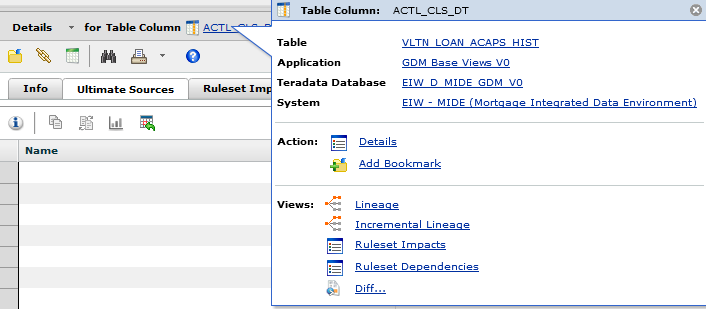 Table Column: ACTL_CLS_DT
Details for Table Column ACTL_CLS_D
Table VLTN_LOAN_ACAPS_HIST
Application GDM Base Views V0
Teradata Database EIW_D_MIDE_GDM_V0
System EIW - MIDE (Mortgage Integrated Data Environment)
Info Ultimate Sources Ruleset Imp
Action: Details
Add Bookmark
Name
Views: Lineage
Incremental Lineage
Ruleset Impacts
Ruleset Dependencies
Diff...